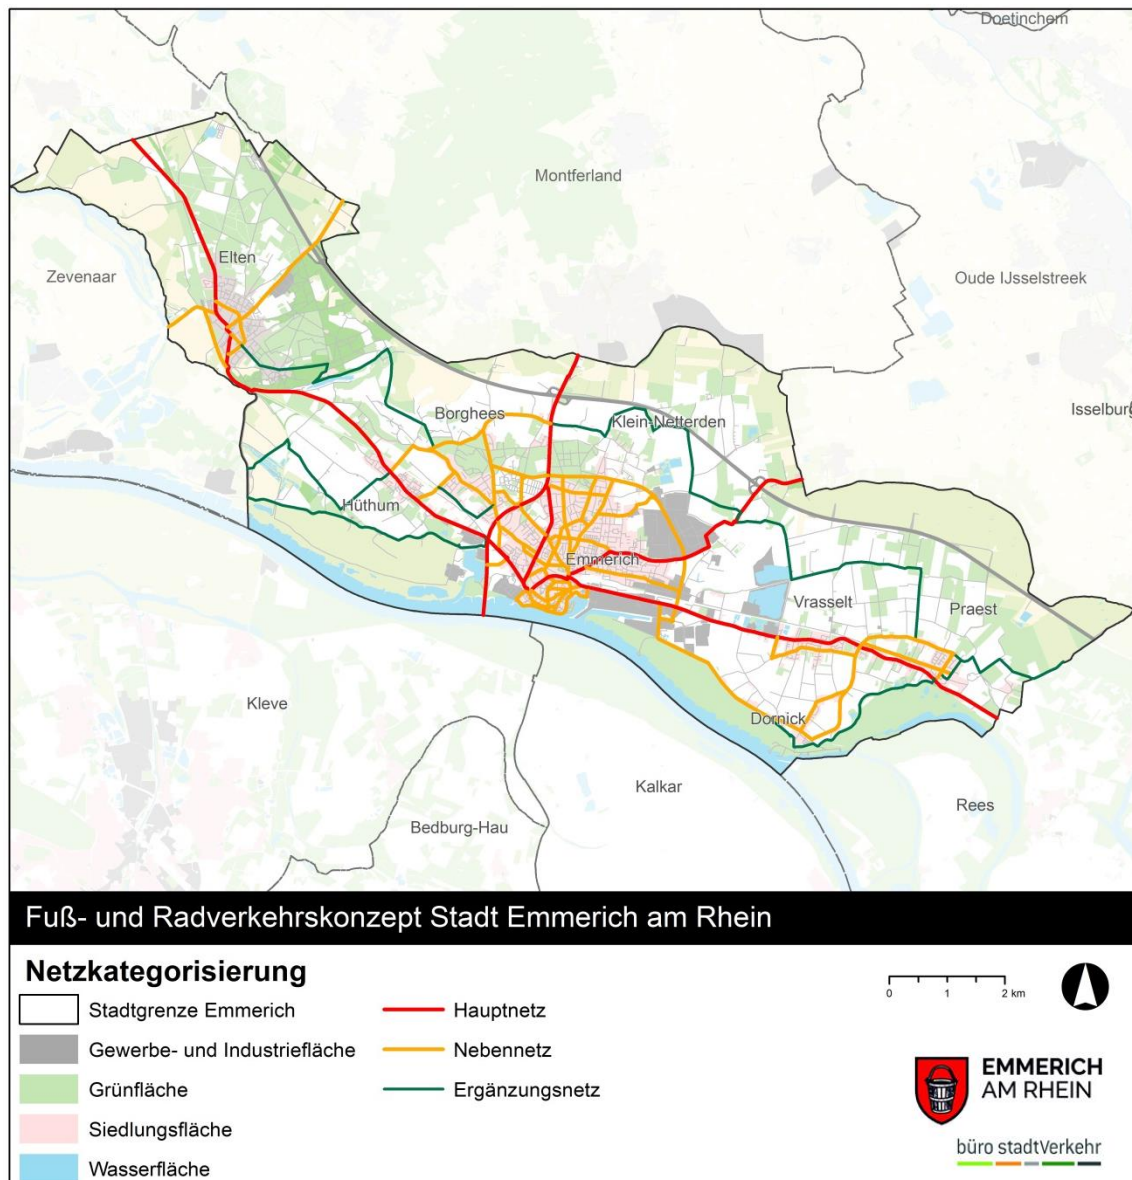 Doetinchem
Montferland
Elten
Zevenaar
Oude IJsselstreek
Isselburg
Borghees
Klein-Netterden
Hüthum
Emmerich
Vrasselt
Praest
Kleve
Dornick
Kalkar
Rees
Bedburg-Hau
Fuß- und Radverkehrskonzept Stadt Emmerich am Rhein
Netzkategorisierung
Stadtgrenze Emmerich
Gewerbe- und Industriefläche
Grünfläche
Siedlungsfläche
Wasserfläche
Hauptnetz
Nebennetz
Ergänzungsnetz
0 1 2 km
EMMERICH
AM RHEIN
büro stadtVerkehr